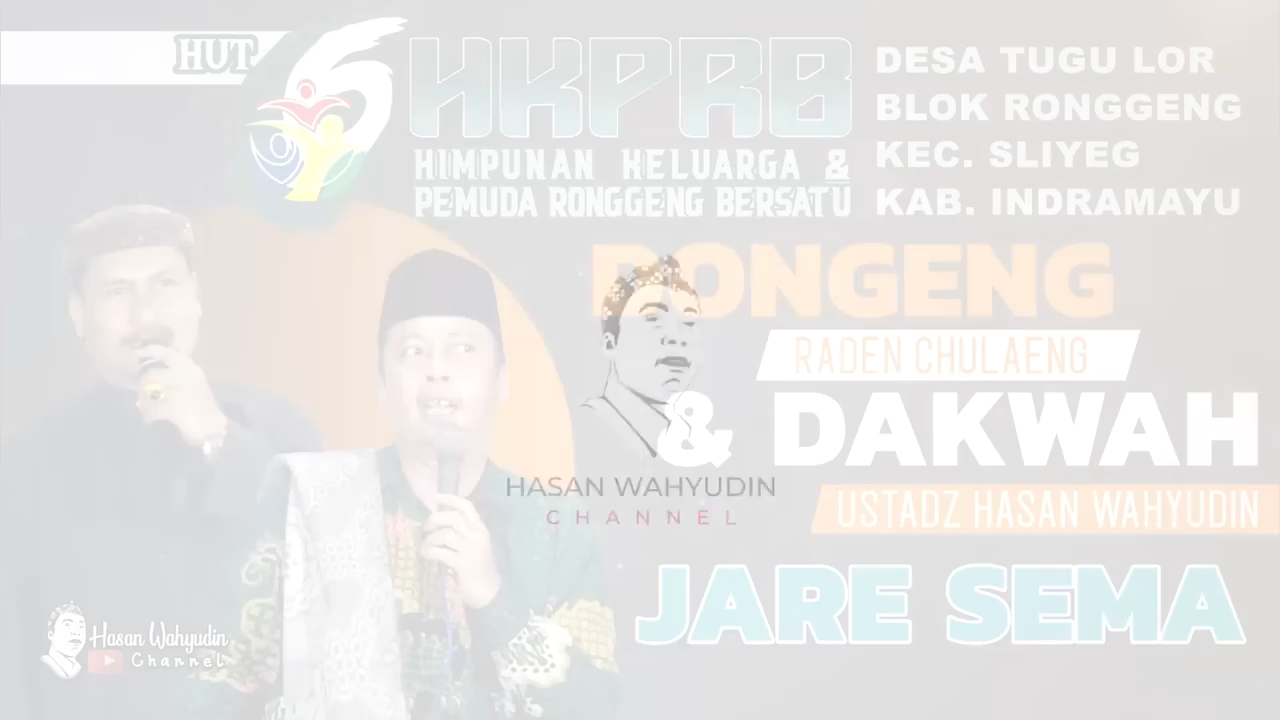 HUT 6
HKPRB
HIMPUNAN KELUARGA &
PEMUDA RONGGENG BERSATU
DESA TUGU LOR
BLOK RONGGENG
KEC. SLIYEG
KAB. INDRAMAYU
DONGENG
RADEN CHULAENG
& DAKWAH
USTADZ HASAN WAHYUDIN
JARE SEMA
HASAN WAHYUDIN
CHANNEL
Hasan Wahyudin
Channel